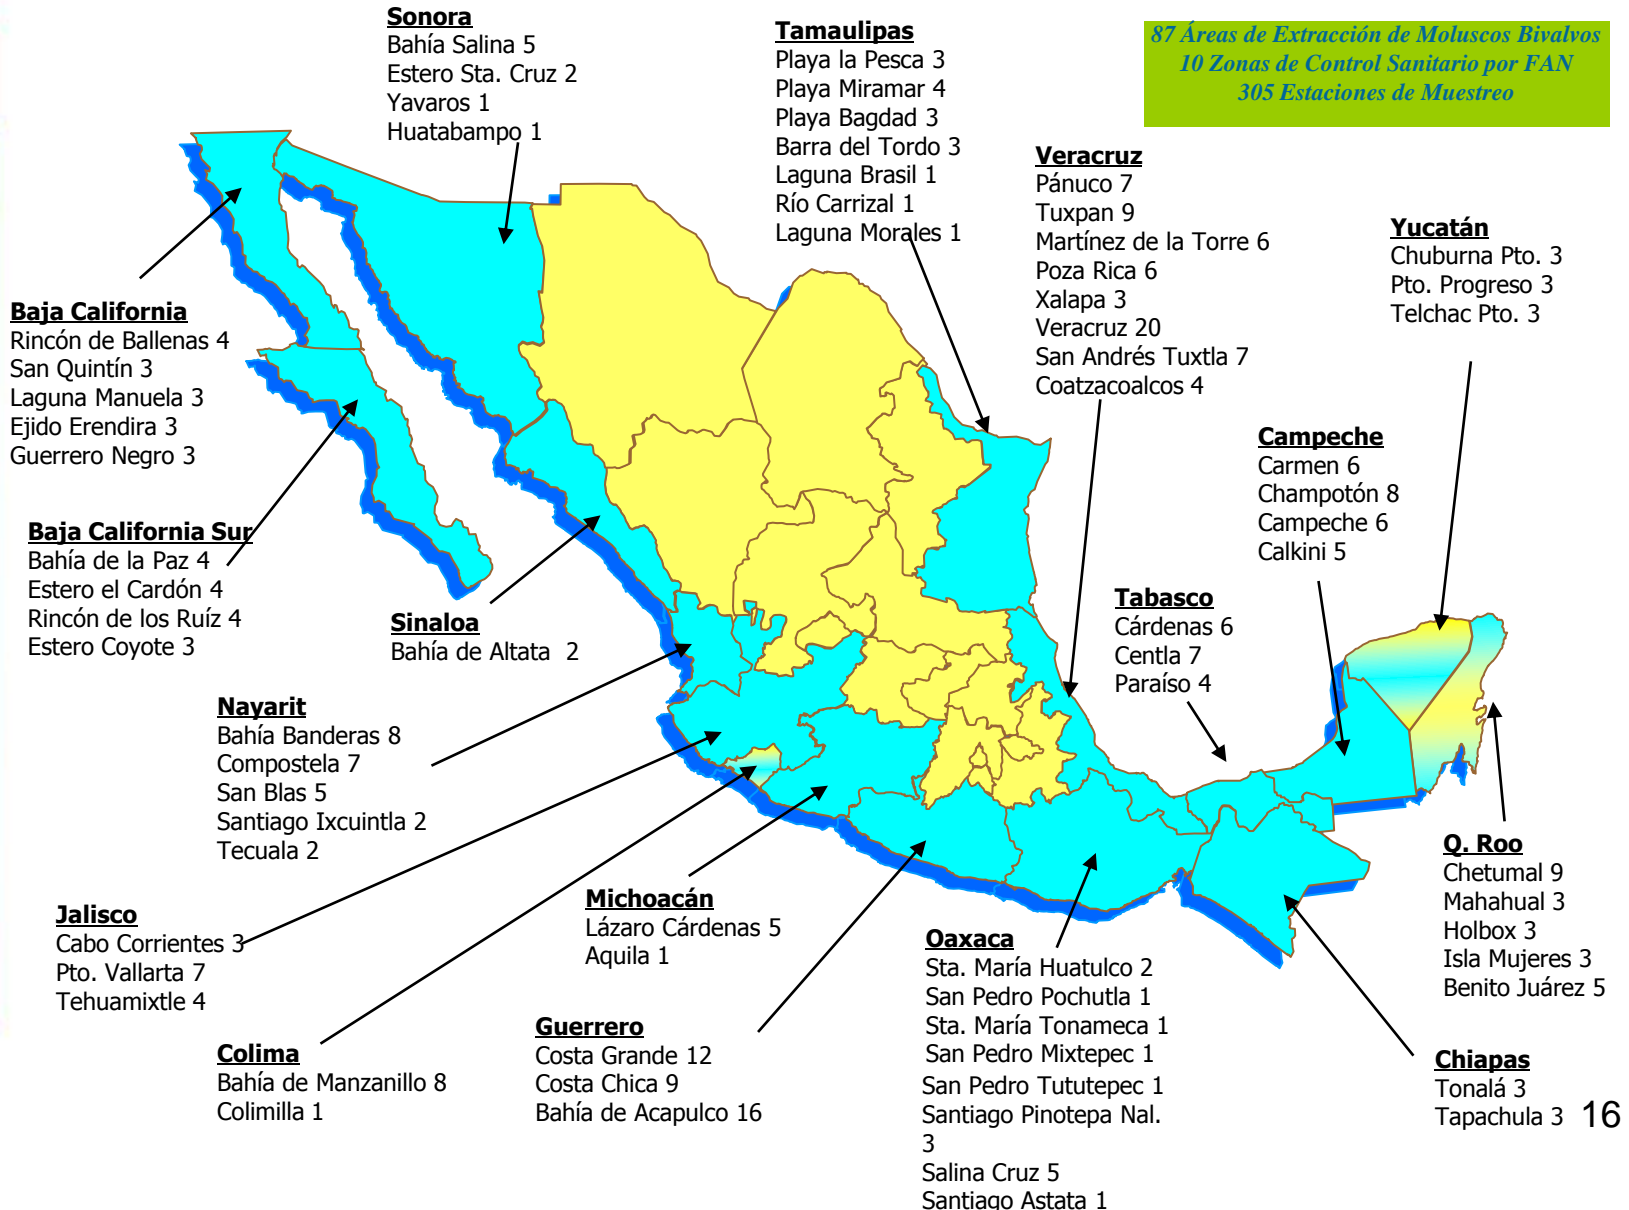 Sonora
Bahía Salina 5
Estero Sta. Cruz 2
Yavaros 1
Huatabampo 1
Tamaulipas
Playa la Pesca 3
Playa Miramar 4
Playa Bagdad 3
Barra del Tordo 3
Laguna Brasil 1
Río Carrizal 1
Laguna Morales 1
87 Áreas de Extracción de Moluscos Bivalvos
10 Zonas de Control Sanitario por FAN
305 Estaciones de Muestreo
Veracruz
Pánuco 7
Tuxpan 9
Martínez de la Torre 6
Poza Rica 6
Xalapa 3
Veracruz 20
San Andrés Tuxtla 7
Coatzacoalcos 4
Yucatán
Chuburna Pto. 3
Pto. Progreso 3
Telchac Pto. 3
Baja California
Rincón de Ballenas 4
San Quintín 3
Laguna Manuela 3
Ejido Erendira 3
Guerrero Negro 3
Campeche
Carmen 6
Champotón 8
Campeche 6
Calkini 5
Baja California Sur
Bahía de la Paz 4
Estero el Cardón 4
Rincón de los Ruíz 4
Estero Coyote 3
Sinaloa
Bahía de Altata 2
Tabasco
Cárdenas 6
Centla 7
Paraíso 4
Nayarit
Bahía Banderas 8
Compostela 7
San Blas 5
Santiago Ixcuintla 2
Tecuala 2
Q. Roo
Chetumal 9
Mahahual 3
Holbox 3
Isla Mujeres 3
Benito Juárez 5
Jalisco
Cabo Corrientes 3
Pto. Vallarta 7
Tehuamixtle 4
Michoacán
Lázaro Cárdenas 5
Aquila 1
Oaxaca
Sta. María Huatulco 2
San Pedro Pochutla 1
Sta. María Tonameca 1
San Pedro Mixtepec 1
San Pedro Tututepec 1
Santiago Pinotepa Nal.
3
Salina Cruz 5
Santiago Astata 1
Colima
Bahía de Manzanillo 8
Colimilla 1
Guerrero
Costa Grande 12
Costa Chica 9
Bahía de Acapulco 16
Chiapas
Tonalá 3
Tapachula 3
16